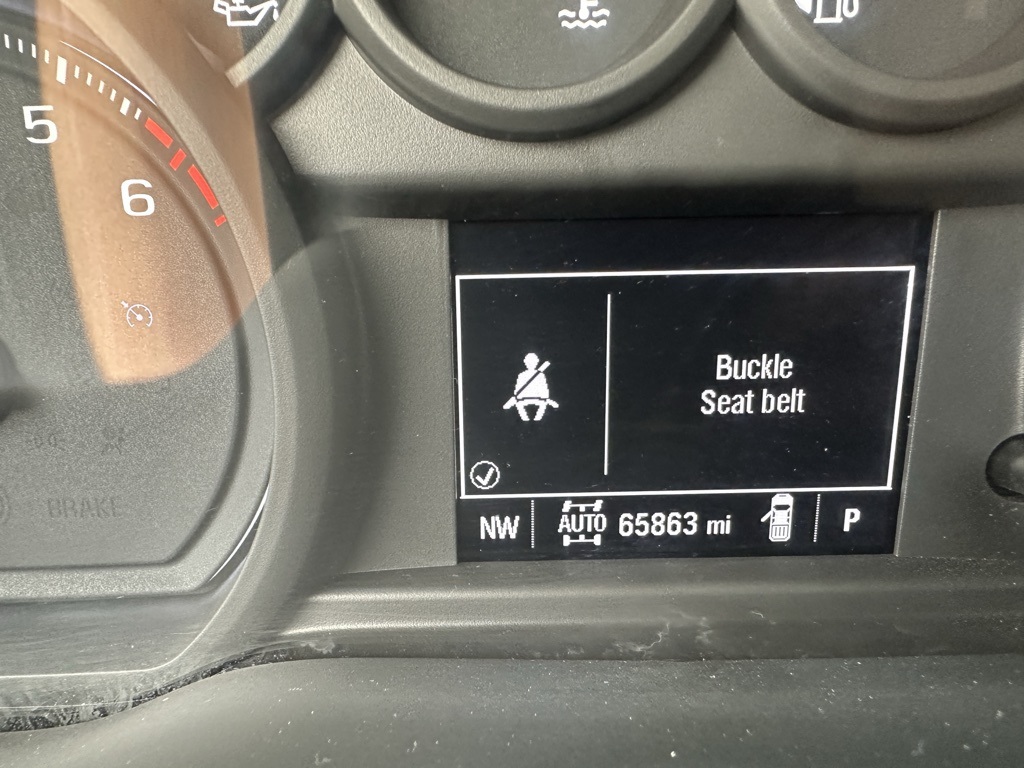 5
6
BRAKE
Buckle
Seat belt
NW
AUTO
65863 mi
P